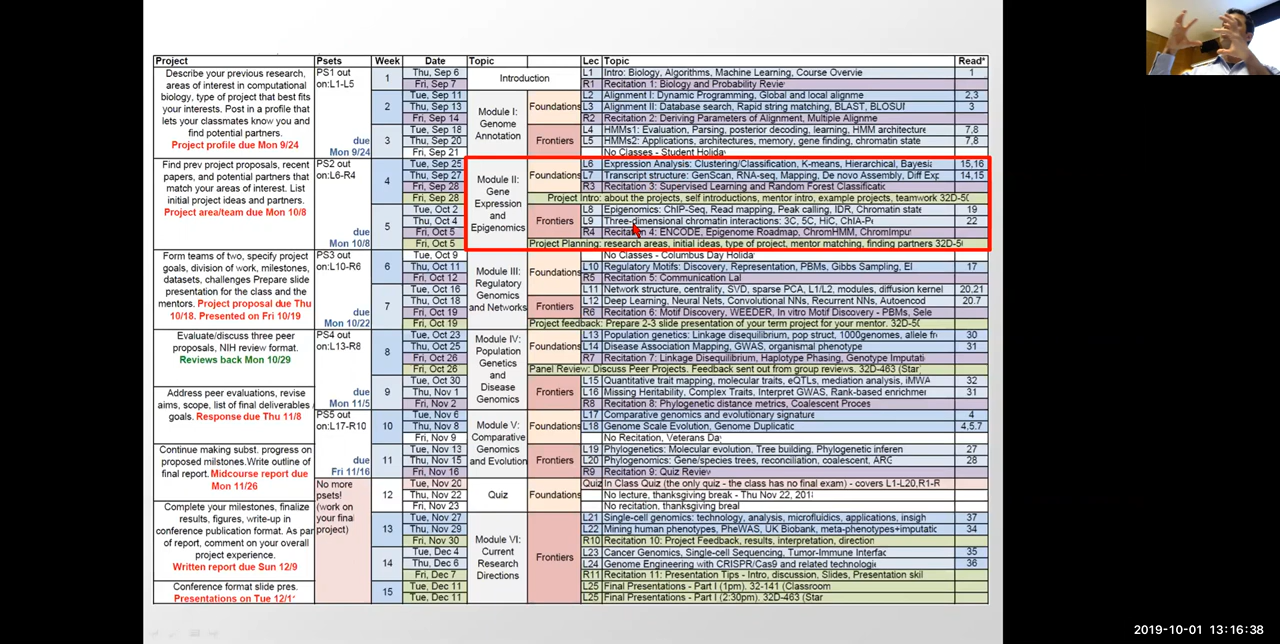 Project Psets Week Date Topic Lec Topic Read*
Describe your previous research,
areas of interest in computational
biology, type of project that best fits
your interests. Post in a profile that
lets your classmates know you and
find potential partners.
Project profile due Mon 9/24
Find prev project proposals, recent
papers, and potential partners that
match your areas of interest. List
initial project ideas and partners.
Project area/team due Mon 10/8
Form teams of two, specify project
goals, division of work, milestones,
datasets, challenges Prepare slide
presentation for the class and the
mentors. Project proposal due Thu
10/18. Presented on Fri 10/19
Evaluate/discuss three peer
proposals, NIH review format.
Reviews back Mon 10/29
Address peer evaluations, revise
aims, scope, list of final deliverables /
goals. Response due Thu 11/8
Continue making subst. progress on
proposed milstones.Write outline of
final report. Midcourse report due
Mon 11/26
Complete your milestones, finalize
results, figures, write-up in
conference publication format. As part
of report, comment on your overall
project experience.
Written report due Sun 12/9
Conference format slide pres.
Presentations on Tue 12/1
PS1 out
on:L1-L5
due
Mon 9/24
PS2 out
on:L6-R4
due
Mon 10/8
PS3 out
on:L10-R6
due
Mon 10/22
PS4 out
on:L13-R8
due
Mon 11/5
PS5 out
on:L17-R10
due
Fri 11/16
No more
psets!
(work on
your final
project)
1 Thu, Sep 6 Introduction L1 Intro: Biology, Algorithms, Machine Learning, Course Overvie 1
Fri, Sep 7 R1 Recitation 1: Biology and Probability Reviev
2 Tue, Sep 11 Module I: Genome Annotation Foundations L2 Alignment I: Dynamic Programming, Global and local alignme 2,3
Thu, Sep 13 L3 Alignment II: Database search, Rapid string matching, BLAST, BLOSUI 3
Fri, Sep 14 R2 Recitation 2: Deriving Parameters of Alignment, Multiple Alignme
3 Tue, Sep 18 Frontiers L4 HMMs1: Evaluation, Parsing, posterior decoding, learning, HMM architecture 7,8
Thu, Sep 20 L5 HMMs2: Applications, architectures, memory, gene finding, chromatin state 7,8
Fri, Sep 21 No Classes - Student Holiday
4 Tue, Sep 25 Module II: Gene Expression and Epigenomics Foundations L6 Expression Analysis: Clustering/Classification, K-means, Hierarchical, Bayesia 15,16
Thu, Sep 27 L7 Transcript structure: GenScan, RNA-seq, Mapping, De novo Assembly, Diff Exp 14,15
Fri, Sep 28 R3 Recitation 3: Supervised Learning and Random Forest Classificatic
Fri, Sep 28 Project Intro: about the projects, self introductions, mentor intro, example projects, teamwork 32D-50
5 Tue, Oct 2 Frontiers L8 Epigenomics: ChIP-Seq, Read mapping, Peak calling, IDR, Chromatin state 19
Thu, Oct 4 L9 Three-dimensional chromatin interactions: 3C, 5C, HiC, ChIA-Pe 22
Fri, Oct 5 R4 Recitation 4: ENCODE, Epigenome Roadmap, ChromHMM, ChromImput
Fri, Oct 5 Project Planning: research areas, initial ideas, type of project, mentor matching, finding partners 32D-50
6 Tue, Oct 9 Module III: Regulatory Genomics and Networks Foundations No Classes - Columbus Day Holida
Thu, Oct 11 L10 Regulatory Motifs: Discovery, Representation, PBMs, Gibbs Sampling, EI 17
Fri, Oct 12 R5 Recitation 5: Communication Lal
7 Tue, Oct 16 L11 Network structure, centrality, SVD, sparse PCA, L1/L2, modules, diffusion kernel 20,21
Thu, Oct 18 Frontiers L12 Deep Learning, Neural Nets, Convolutional NNs, Recurrent NNs, Autoencod 20.7
Fri, Oct 19 R6 Recitation 6: Motif Discovery, WEEDER, In vitro Motif Discovery - PBMs, Sele
Fri, Oct 19 Project feedback: Prepare 2-3 slide presentation of your term project for your mentor. 32D-50
8 Tue, Oct 23 Module IV: Population Genetics and Disease Genomics Foundations L13 Population genetics: Linkage disequilibrium, pop struct, 1000genomes, allele fr 30
Thu, Oct 25 L14 Disease Association Mapping, GWAS, organismal phenotype 31
Fri, Oct 26 R7 Recitation 7: Linkage Disequilibrium, Haplotype Phasing, Genotype Imputati
Fri, Oct 26 Panel Review: Discuss Peer Projects. Feedback sent out from group reviews. 32D-463 (Star
9 Tue, Oct 30 Frontiers L15 Quantitative trait mapping, molecular traits, eQTLs, mediation analysis, iMWA 32
Thu, Nov 1 L16 Missing Heritability, Complex Traits, Interpret GWAS, Rank-based enrichme 31
Fri, Nov 2 R8 Recitation 8: Phylogenetic distance metrics, Coalescent Proces
10 Tue, Nov 6 Module V: Comparative Genomics and Evolution Foundations L17 Comparative genomics and evolutionary signature 4
Thu, Nov 8 L18 Genome Scale Evolution, Genome Duplicatic 4,5.7
Fri, Nov 9 No Recitation, Veterans Day
11 Tue, Nov 13 Frontiers L19 Phylogenetics: Molecular evolution, Tree building, Phylogenetic inferen 27
Thu, Nov 15 L20 Phylogenomics: Gene/species trees, reconciliation, coalescent, ARG 28
Fri, Nov 16 R9 Recitation 9: Quiz Review
12 Tue, Nov 20 Quiz Foundations Quiz In Class Quiz (the only quiz - the class has no final exam) - covers L1-L20,R1-R
Thu, Nov 22 No lecture, thanksgiving break - Thu Nov 22, 2018
Fri, Nov 23 No recitation, thanksgiving break
13 Tue, Nov 27 Module VI: Current Research Directions Frontiers L21 Single-cell genomics: technology, analysis, microfluidics, applications, insigh 37
Thu, Nov 29 L22 Mining human phenotypes, PheWAS, UK Biobank, meta-phenotypes+imputatio 34
Fri, Nov 30 R10 Recitation 10: Project Feedback, results, interpretation, direction
14 Tue, Dec 4 L23 Cancer Genomics, Single-cell Sequencing, Tumor-Immune Interfac 35
Thu, Dec 6 L24 Genome Engineering with CRISPR/Cas9 and related technologie 36
Fri, Dec 7 R11 Recitation 11: Presentation Tips - Intro, discussion, Slides, Presentation skil
15 Tue, Dec 11 L25 Final Presentations - Part I (1pm). 32-141 (Classroom
Tue, Dec 11 L25 Final Presentations - Part I (2:30pm). 32D-463 (Star
2019-10-01 13:16:38